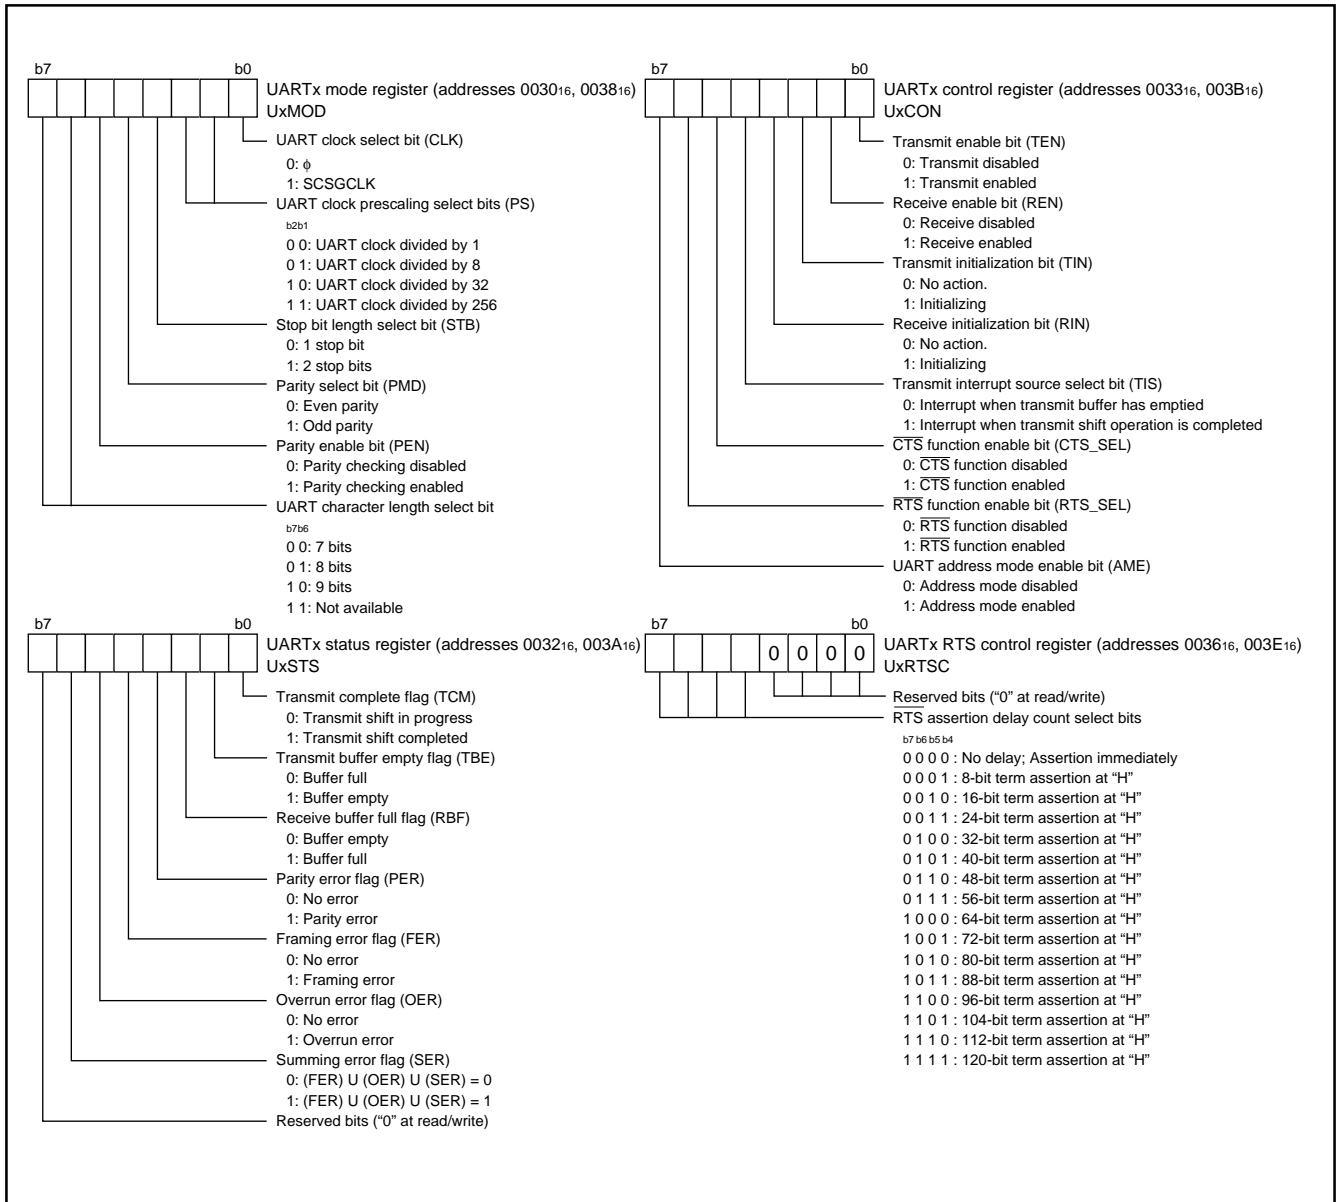 b7 b0
UARTx mode register (addresses 0030₁₆, 0038₁₆)
UxMOD
UART clock select bit (CLK)
0: ϕ
1: SCSGCLK
UART clock prescaling select bits (PS)
b2b1
0 0: UART clock divided by 1
0 1: UART clock divided by 8
1 0: UART clock divided by 32
1 1: UART clock divided by 256
Stop bit length select bit (STB)
0: 1 stop bit
1: 2 stop bits
Parity select bit (PMD)
0: Even parity
1: Odd parity
Parity enable bit (PEN)
0: Parity checking disabled
1: Parity checking enabled
UART character length select bit
b7b6
0 0: 7 bits
0 1: 8 bits
1 0: 9 bits
1 1: Not available
b7 b0
UARTx control register (addresses 0033₁₆, 003B₁₆)
UxCON
Transmit enable bit (TEN)
0: Transmit disabled
1: Transmit enabled
Receive enable bit (REN)
0: Receive disabled
1: Receive enabled
Transmit initialization bit (TIN)
0: No action.
1: Initializing
Receive initialization bit (RIN)
0: No action.
1: Initializing
Transmit interrupt source select bit (TIS)
0: Interrupt when transmit buffer has emptied
1: Interrupt when transmit shift operation is completed
C̅T̅S̅ function enable bit (CTS_SEL)
0: C̅T̅S̅ function disabled
1: C̅T̅S̅ function enabled
R̅T̅S̅ function enable bit (RTS_SEL)
0: R̅T̅S̅ function disabled
1: R̅T̅S̅ function enabled
UART address mode enable bit (AME)
0: Address mode disabled
1: Address mode enabled
b7 b0
UARTx status register (addresses 0032₁₆, 003A₁₆)
UxSTS
Transmit complete flag (TCM)
0: Transmit shift in progress
1: Transmit shift completed
Transmit buffer empty flag (TBE)
0: Buffer full
1: Buffer empty
Receive buffer full flag (RBF)
0: Buffer empty
1: Buffer full
Parity error flag (PER)
0: No error
1: Parity error
Framing error flag (FER)
0: No error
1: Framing error
Overrun error flag (OER)
0: No error
1: Overrun error
Summing error flag (SER)
0: (FER) U (OER) U (SER) = 0
1: (FER) U (OER) U (SER) = 1
Reserved bits (“0” at read/write)
b7 b0
0 0 0 0
UARTx RTS control register (addresses 0036₁₆, 003E₁₆)
UxRTSC
Reserved bits (“0” at read/write)
R̅T̅S̅ assertion delay count select bits
b7 b6 b5 b4
0 0 0 0 : No delay; Assertion immediately
0 0 0 1 : 8-bit term assertion at “H”
0 0 1 0 : 16-bit term assertion at “H”
0 0 1 1 : 24-bit term assertion at “H”
0 1 0 0 : 32-bit term assertion at “H”
0 1 0 1 : 40-bit term assertion at “H”
0 1 1 0 : 48-bit term assertion at “H”
0 1 1 1 : 56-bit term assertion at “H”
1 0 0 0 : 64-bit term assertion at “H”
1 0 0 1 : 72-bit term assertion at “H”
1 0 1 0 : 80-bit term assertion at “H”
1 0 1 1 : 88-bit term assertion at “H”
1 1 0 0 : 96-bit term assertion at “H”
1 1 0 1 : 104-bit term assertion at “H”
1 1 1 0 : 112-bit term assertion at “H”
1 1 1 1 : 120-bit term assertion at “H”